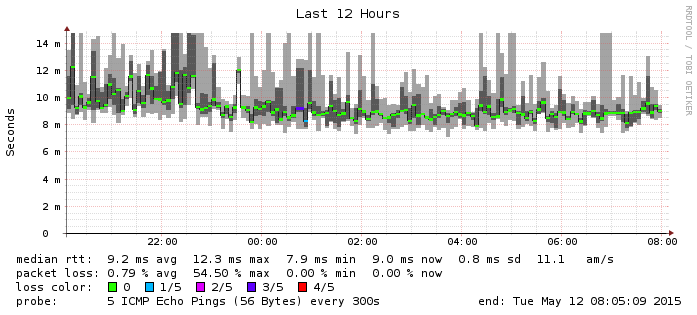 Last 12 Hours
RRDTOOL / TOBI OETIKER
Seconds
14 m
12 m
10 m
8 m
6 m
4 m
2 m
0
22:00 00:00 02:00 04:00 06:00 08:00
median rtt: 9.2 ms avg 12.3 ms max 7.9 ms min 9.0 ms now 0.8 ms sd 11.1 am/s
packet loss: 0.79 % avg 54.50 % max 0.00 % min 0.00 % now
loss color: 0 1/5 2/5 3/5 4/5
probe: 5 ICMP Echo Pings (56 Bytes) every 300s end: Tue May 12 08:05:09 2015